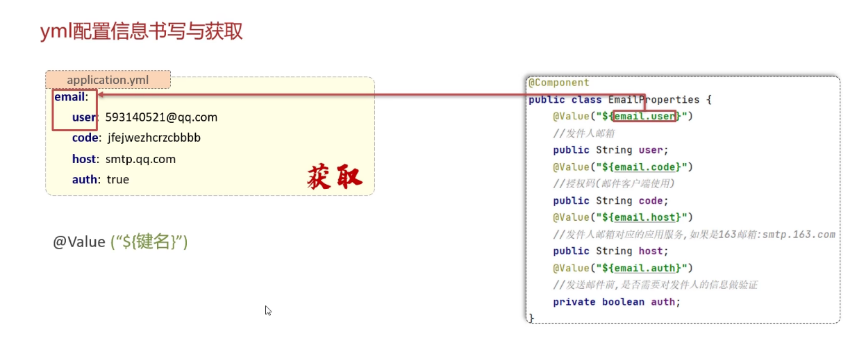 yml配置信息书写与获取
application.yml
email:
user: 593140521@qq.com
code: jfejwezhcrzcbbbb
host: smtp.qq.com
auth: true
获取
@Value (“${键名}”)
@Component
public class EmailProperties {
@Value("${email.user}")
//发件人邮箱
public String user;
@Value("${email.code}")
//授权码(邮件客户端使用)
public String code;
@Value("${email.host}")
//发件人邮箱对应的应用服务,如果是163邮箱:smtp.163.com
public String host;
@Value("${email.auth}")
//发送邮件前,是否需要对发件人的信息做验证
private boolean auth;
}